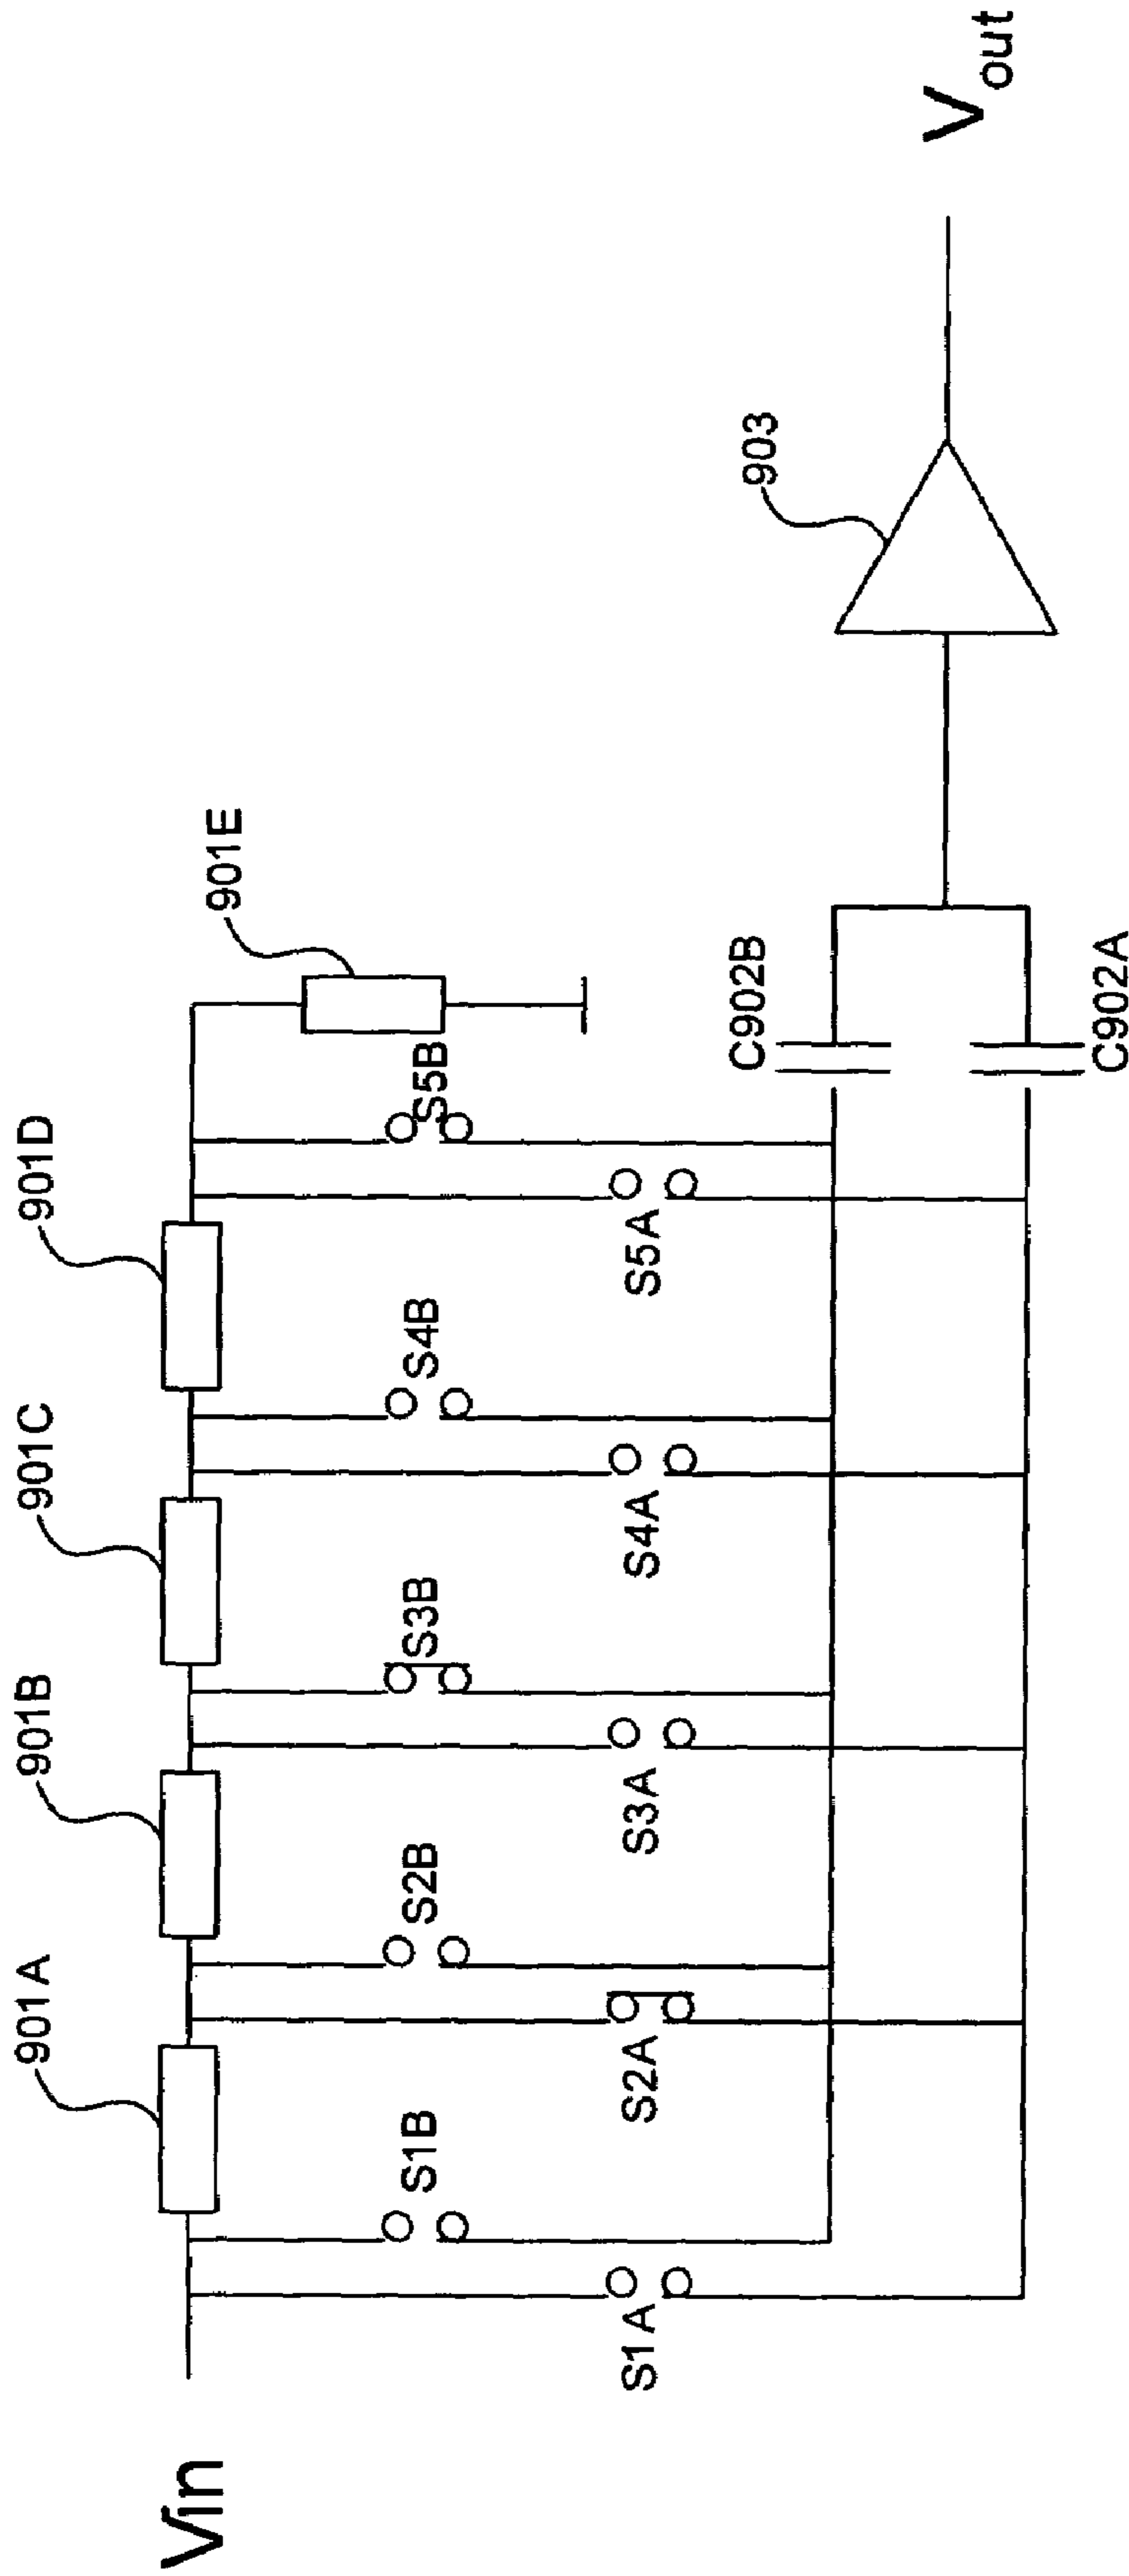 901A
901B
901C
901D
901E
Vin
S1B
S2B
S3B
S4B
S5B
S1A
S2A
S3A
S4A
S5A
C902B
C902A
903
Vout